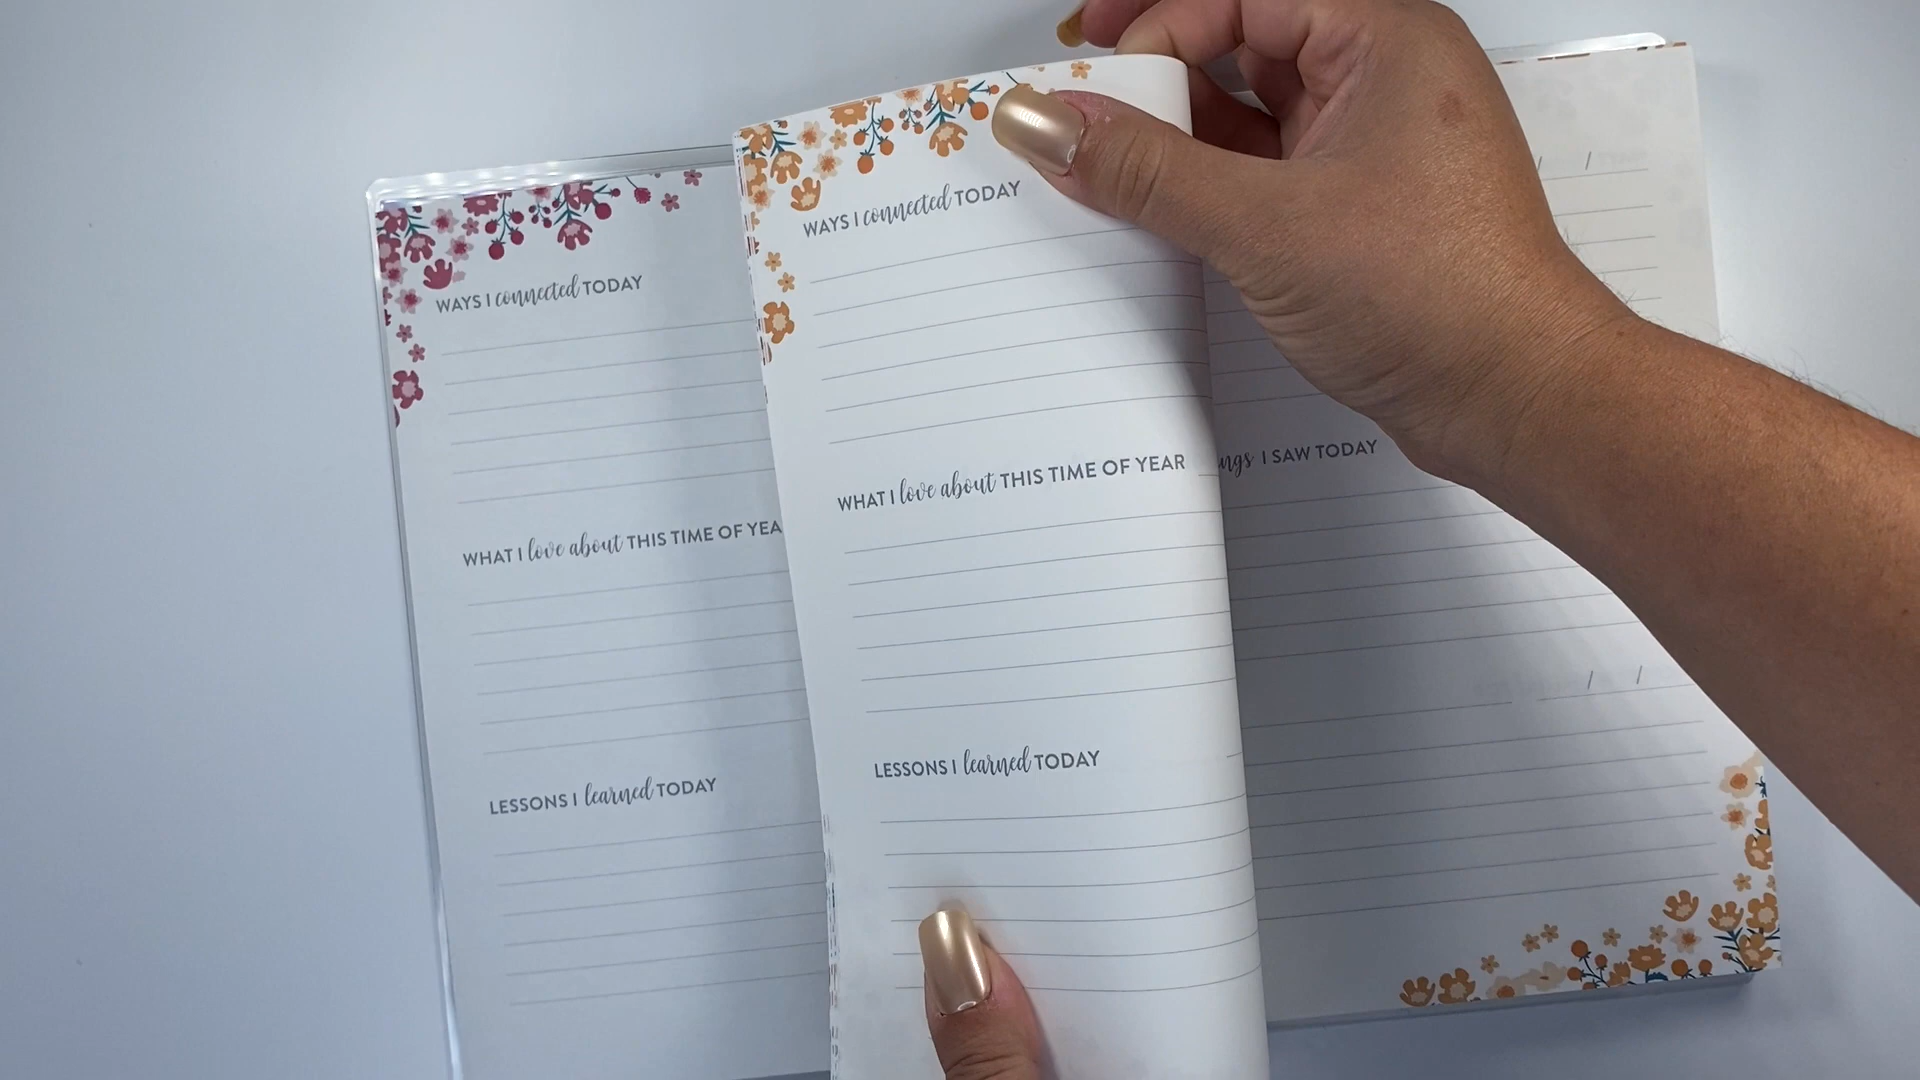 WAYS I connected TODAY
WHAT I love about THIS TIME OF YEA
LESSONS I learned TODAY
WAYS I connected TODAY
WHAT I love about THIS TIME OF YEAR
LESSONS I learned TODAY
ngs I SAW TODAY
/ /
/ /